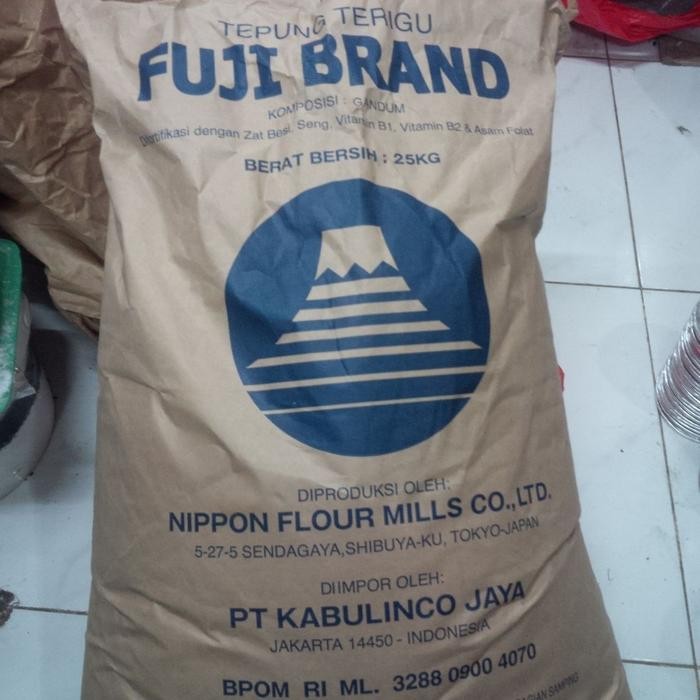 TEPUNG TERIGU
FUJI BRAND
KOMPOSISI : GANDUM
Difortifikasi dengan Zat Besi, Seng, Vitamin B1, Vitamin B2 & Asam Folat
BERAT BERSIH : 25KG
DIPRODUKSI OLEH:
NIPPON FLOUR MILLS CO.,LTD.
5-27-5 SENDAGAYA,SHIBUYA-KU, TOKYO-JAPAN
DIIMPOR OLEH:
PT KABULINCO JAYA
JAKARTA 14450 - INDONESIA
BPOM RI ML. 3288 0900 4070
SAMPING